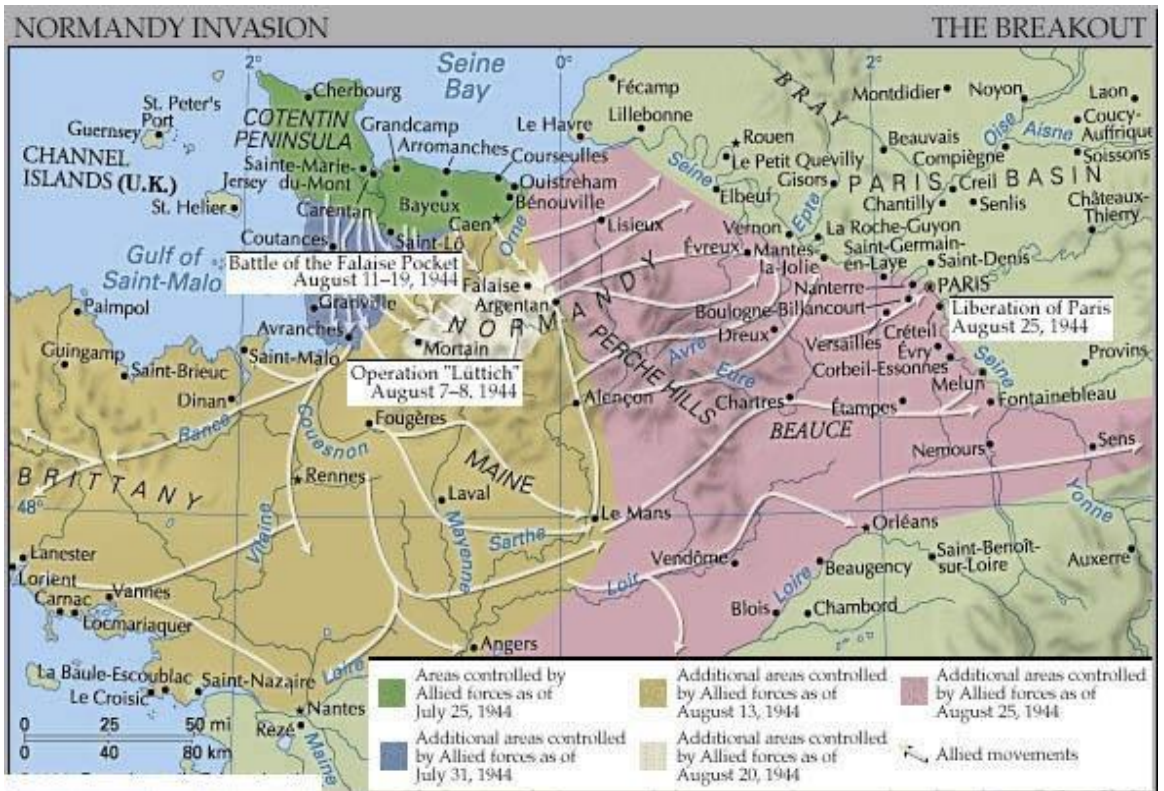 NORMANDY INVASION
THE BREAKOUT
2°
0°
2°
Seine
Bay
Cherbourg
Fécamp
Montdidier
Noyon
Laon
St. Peter's
Port
Guernsey
COTENTIN
PENINSULA
Grandcamp
Arromanches
Le Havre
Lillebonne
BRAY
Rouen
Beauvais
Oise
Aisne
Coucy-
Auffrique
CHANNEL
ISLANDS (U.K.)
Sainte-Marie-
du-Mont
Jersey
Courseulles
Ouistreham
Bénouville
Seine
Le Petit Quevilly
Gisors
Compiègne
Soissons
PARIS BASIN
Creil
St. Helier
Carentan
Bayeux
Caen
Elbeuf
Epte
Chantilly
Senlis
Château-
Thierry
Coutances
Saint-Lô
Orne
Lisieux
Vernon
La Roche-Guyon
Gulf of
Saint-Malo
Battle of the Falaise Pocket
August 11–19, 1944
Falaise
Évreux
Mantes-
la-Jolie
Saint-Germain-
en-Laye
Saint-Denis
Paimpol
Granville
Argentan
NORMANDY
Nanterre
PARIS
Boulogne-Billancourt
Liberation of Paris
August 25, 1944
Avranches
Mortain
PERCHE HILLS
Dreux
Versailles
Créteil
Guingamp
Saint-Malo
Avre
Évry
Corbeil-Essonnes
Seine
Provins
Saint-Brieuc
Operation "Lüttich"
August 7–8, 1944
Eure
Melun
Dinan
Alençon
Chartres
Étampes
Fontainebleau
Rance
Couesnon
Fougères
BEAUCE
Nemours
Sens
BRITTANY
Rennes
MAINE
Laval
48°
Vilaine
Mayenne
Sarthe
Le Mans
Yonne
Orléans
Lanester
Lorient
Vannes
Vendôme
Loir
Loire
Beaugency
Saint-Benoît-
sur-Loire
Auxerre
Carnac
Locmariaquer
Blois
Chambord
Angers
La Baule-Escoublac
Saint-Nazaire
Loire
Le Croisic
Nantes
Rezé
Maine
0 25 50 mi
0 40 80 km
Areas controlled by
Allied forces as of
July 25, 1944
Additional areas controlled
by Allied forces as of
July 31, 1944
Additional areas controlled
by Allied forces as of
August 13, 1944
Additional areas controlled
by Allied forces as of
August 20, 1944
Additional areas controlled
by Allied forces as of
August 25, 1944
Allied movements